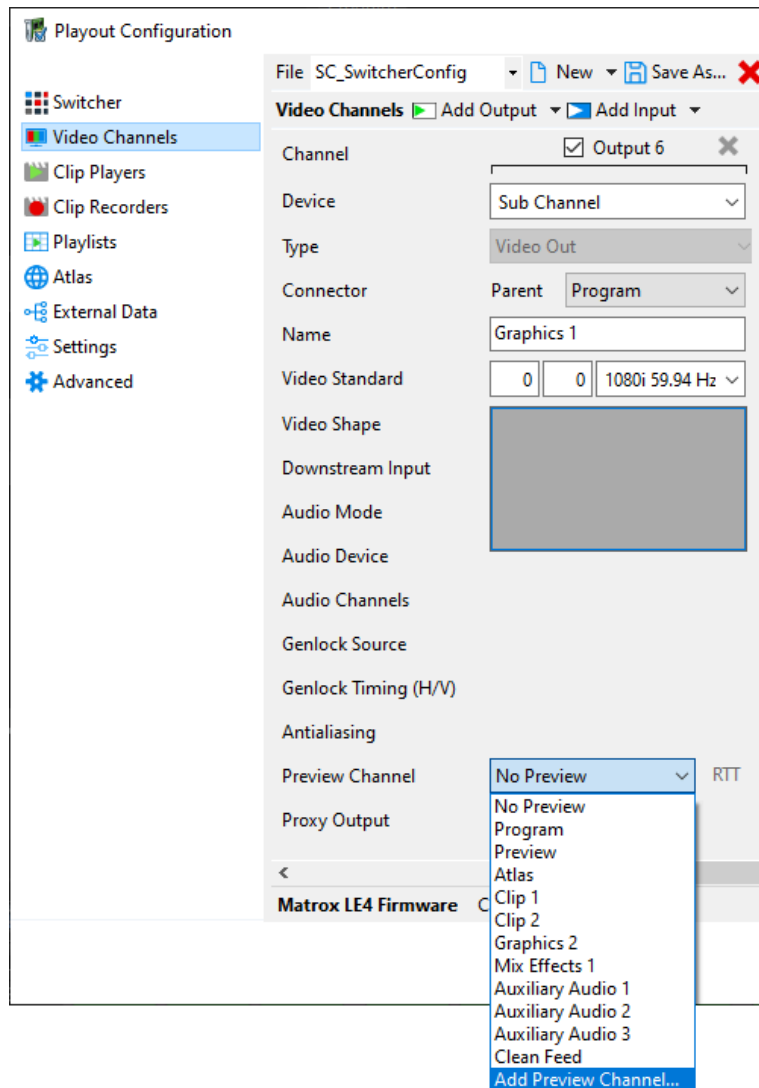 Playout Configuration
File SC_SwitcherConfig New Save As...
Switcher
Video Channels Add Output Add Input
Video Channels
Channel Output 6
Clip Players
Device Sub Channel
Clip Recorders
Playlists
Type Video Out
Atlas
Connector Parent Program
External Data
Name Graphics 1
Settings
Video Standard 0 0 1080i 59.94 Hz
Advanced
Video Shape
Downstream Input
Audio Mode
Audio Device
Audio Channels
Genlock Source
Genlock Timing (H/V)
Antialiasing
Preview Channel No Preview RTT
No Preview
Proxy Output
Program
Preview
Atlas
Clip 1
Matrox LE4 Firmware C
Clip 2
Graphics 2
Mix Effects 1
Auxiliary Audio 1
Auxiliary Audio 2
Auxiliary Audio 3
Clean Feed
Add Preview Channel...